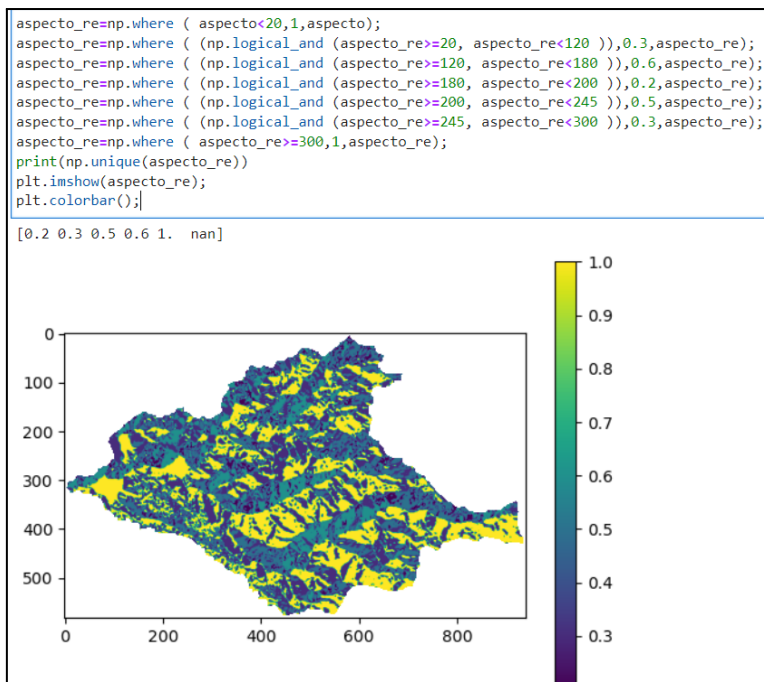 aspecto_re=np.where ( aspecto<20,1,aspecto);
aspecto_re=np.where ( (np.logical_and (aspecto_re>=20, aspecto_re<120 )),0.3,aspecto_re);
aspecto_re=np.where ( (np.logical_and (aspecto_re>=120, aspecto_re<180 )),0.6,aspecto_re);
aspecto_re=np.where ( (np.logical_and (aspecto_re>=180, aspecto_re<200 )),0.2,aspecto_re);
aspecto_re=np.where ( (np.logical_and (aspecto_re>=200, aspecto_re<245 )),0.5,aspecto_re);
aspecto_re=np.where ( (np.logical_and (aspecto_re>=245, aspecto_re<300 )),0.3,aspecto_re);
aspecto_re=np.where ( aspecto_re>=300,1,aspecto_re);
print(np.unique(aspecto_re))
plt.imshow(aspecto_re);
plt.colorbar();
[0.2 0.3 0.5 0.6 1.  nan]
1.0
0.9
0.8
0.7
0.6
0.5
0.4
0.3
0
100
200
300
400
500
0 200 400 600 800